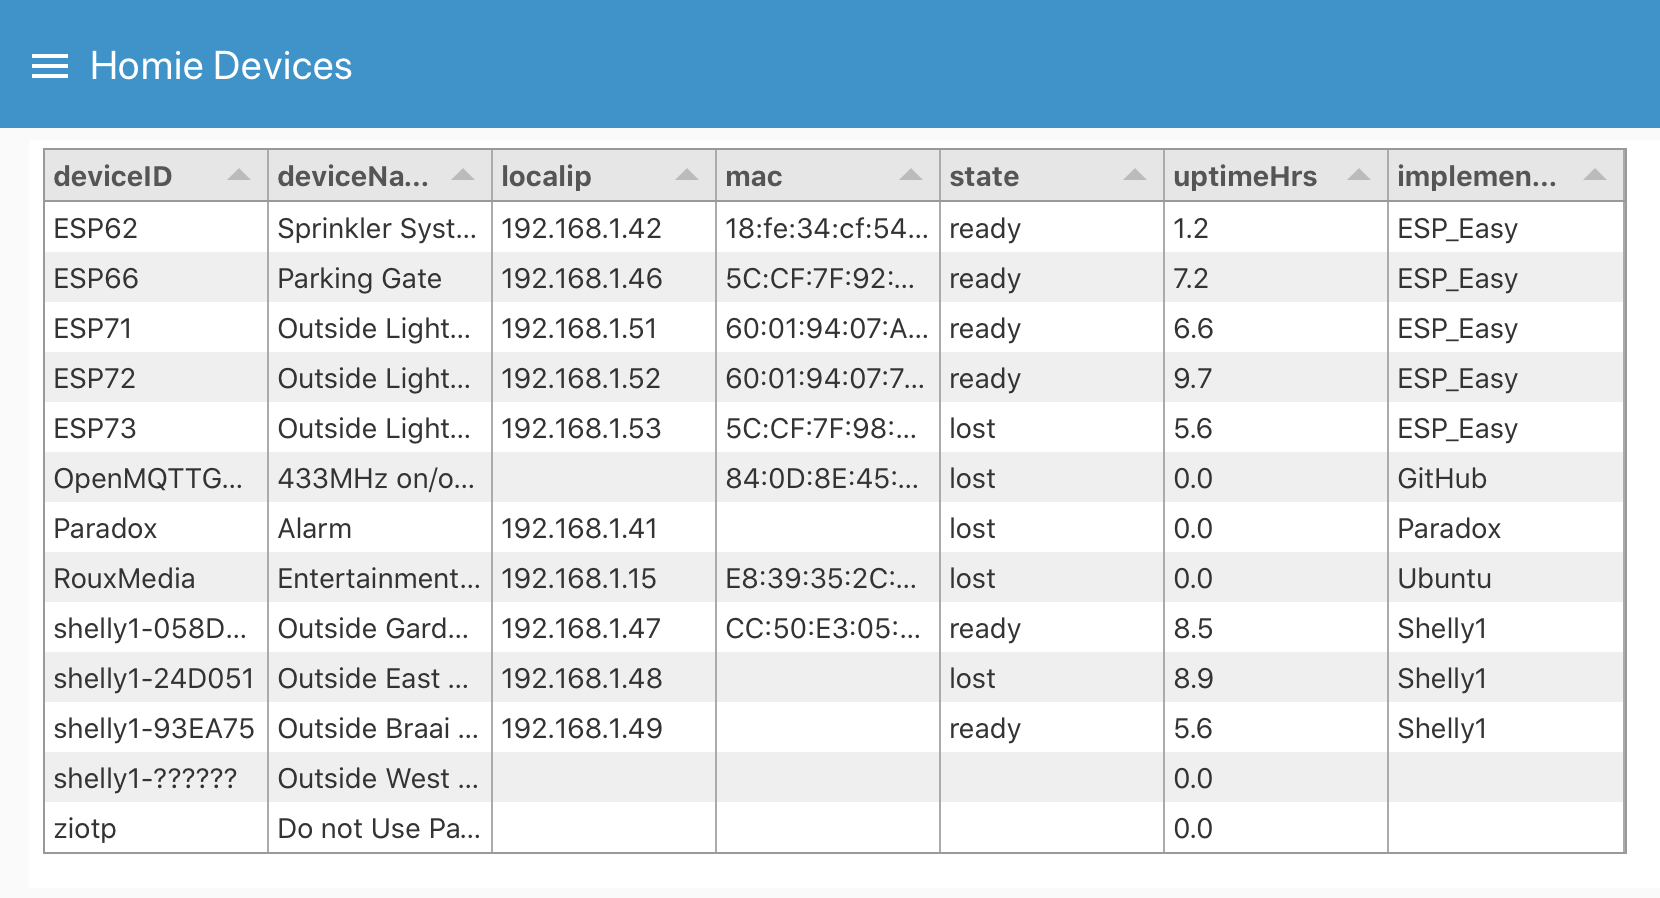 Homie Devices
deviceID deviceNa... localip mac state uptimeHrs implemen...
ESP62 Sprinkler Syst... 192.168.1.42 18:fe:34:cf:54... ready 1.2 ESP_Easy
ESP66 Parking Gate 192.168.1.46 5C:CF:7F:92:... ready 7.2 ESP_Easy
ESP71 Outside Light... 192.168.1.51 60:01:94:07:A... ready 6.6 ESP_Easy
ESP72 Outside Light... 192.168.1.52 60:01:94:07:7... ready 9.7 ESP_Easy
ESP73 Outside Light... 192.168.1.53 5C:CF:7F:98:... lost 5.6 ESP_Easy
OpenMQTTG... 433MHz on/o... 84:0D:8E:45:... lost 0.0 GitHub
Paradox Alarm 192.168.1.41 lost 0.0 Paradox
RouxMedia Entertainment... 192.168.1.15 E8:39:35:2C:... lost 0.0 Ubuntu
shelly1-058D... Outside Gard... 192.168.1.47 CC:50:E3:05:... ready 8.5 Shelly1
shelly1-24D051 Outside East ... 192.168.1.48 lost 8.9 Shelly1
shelly1-93EA75 Outside Braai ... 192.168.1.49 ready 5.6 Shelly1
shelly1-?????? Outside West ... 0.0
ziotp Do not Use Pa... 0.0